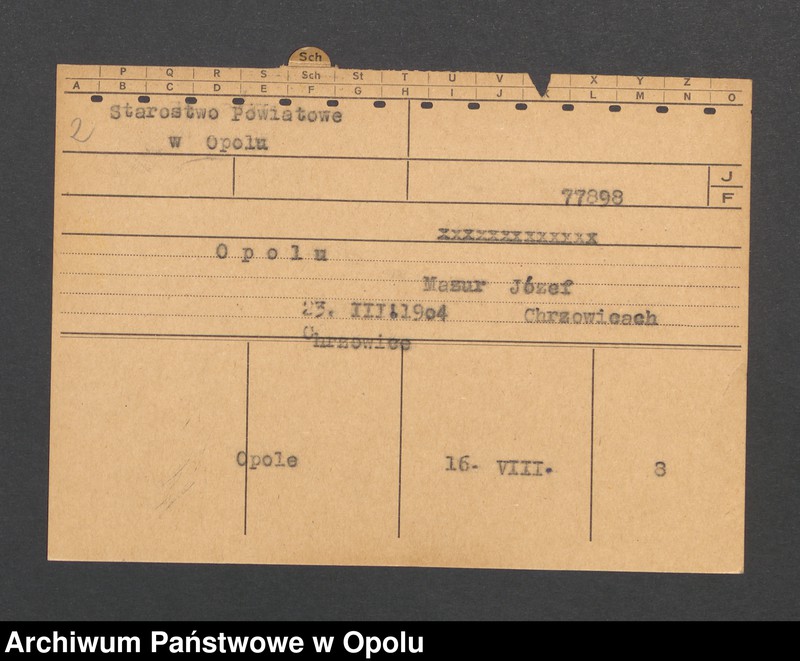 Sch
P Q R S Sch St T U V X Y Z
A B C D E F G H I J K L M N O
2 Starostwo Powiatowe
w Opolu
J
77898 F
xxxxxxxxxxxxx
Opolu
Mazur Józef
23. III.1904 Chrzowicach
Chrzowice
Opole 16- VIII. 8
Archiwum Państwowe w Opolu